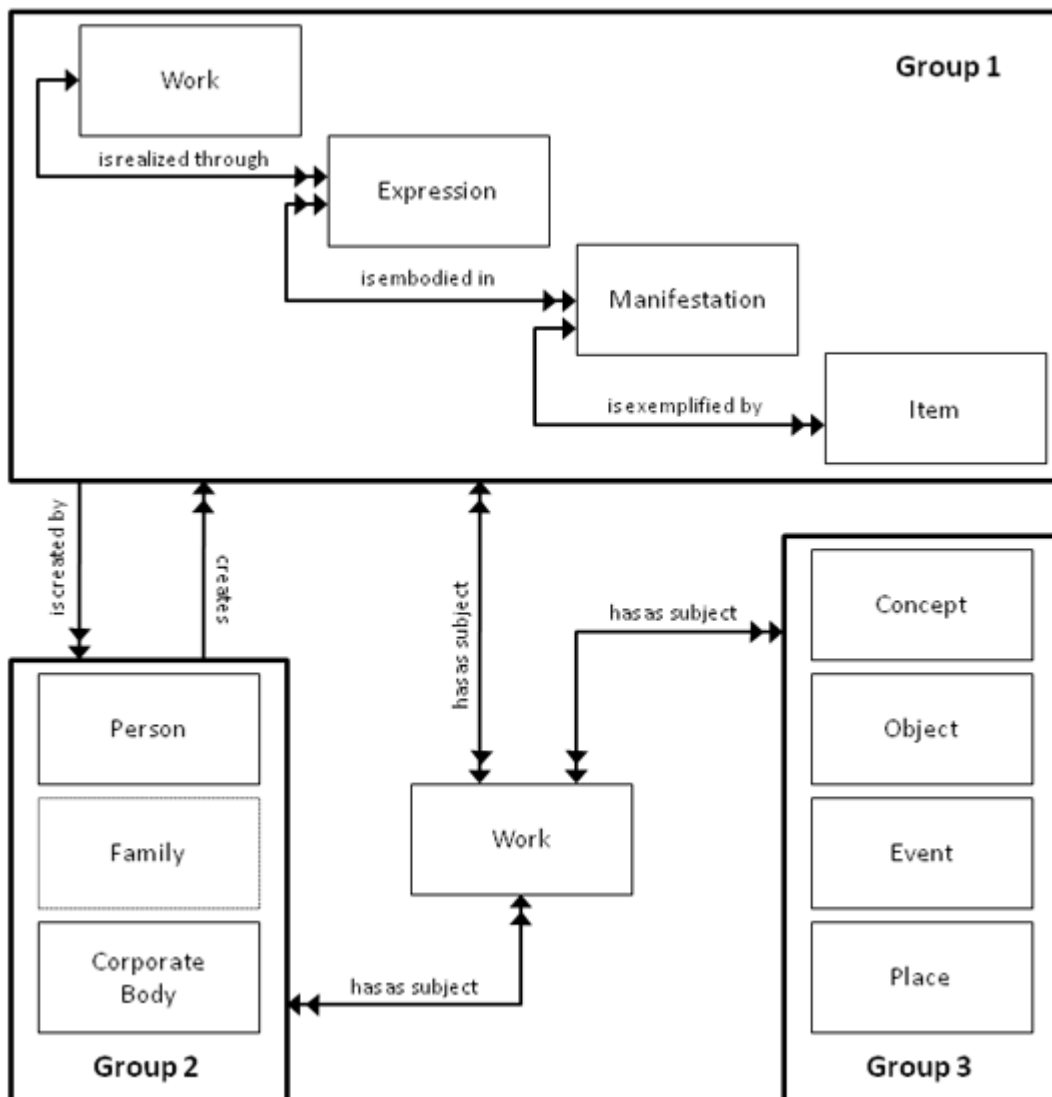 Group 1
Work
is realized through
Expression
is embodied in
Manifestation
is exemplified by
Item
is created by
creates
has as subject
has as subject
Concept
Person
Object
Work
Family
Event
Corporate
Body
has as subject
Place
Group 2
Group 3